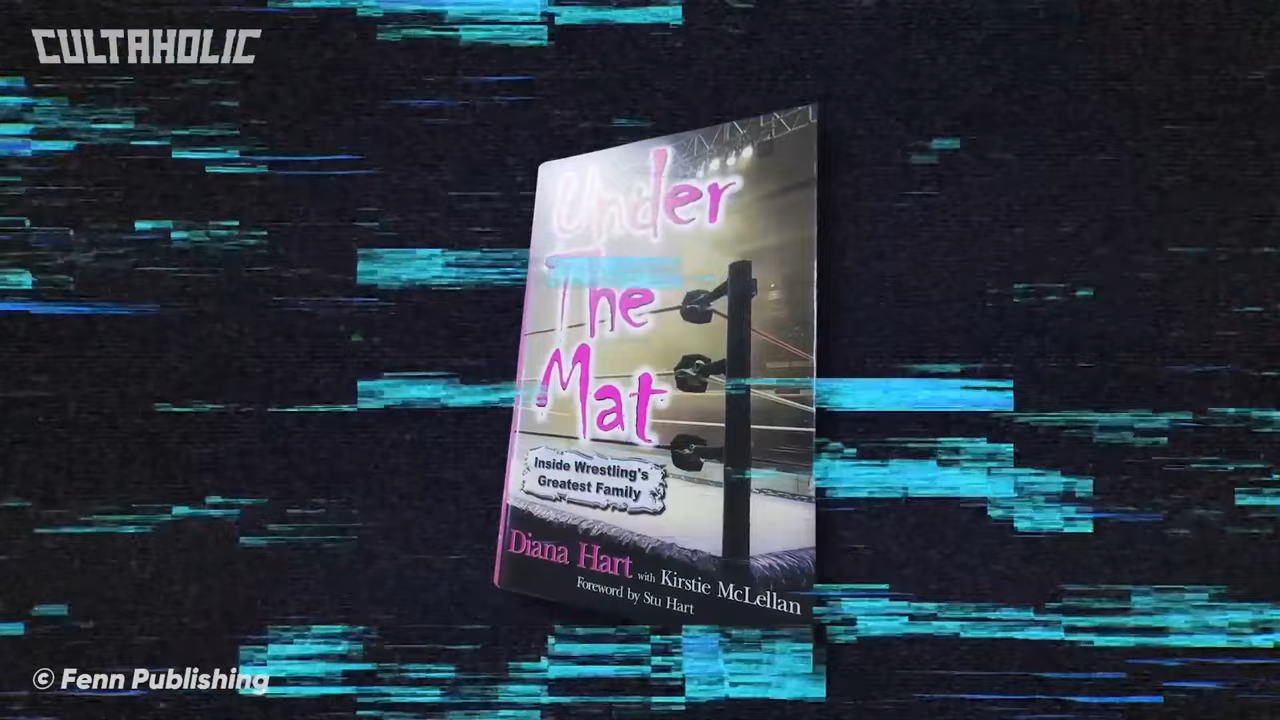 CULTAHOLIC
Under
The
Mat
Inside Wrestling's
Greatest Family
Diana Hart with Kirstie McLellan
Foreword by Stu Hart
© Fenn Publishing